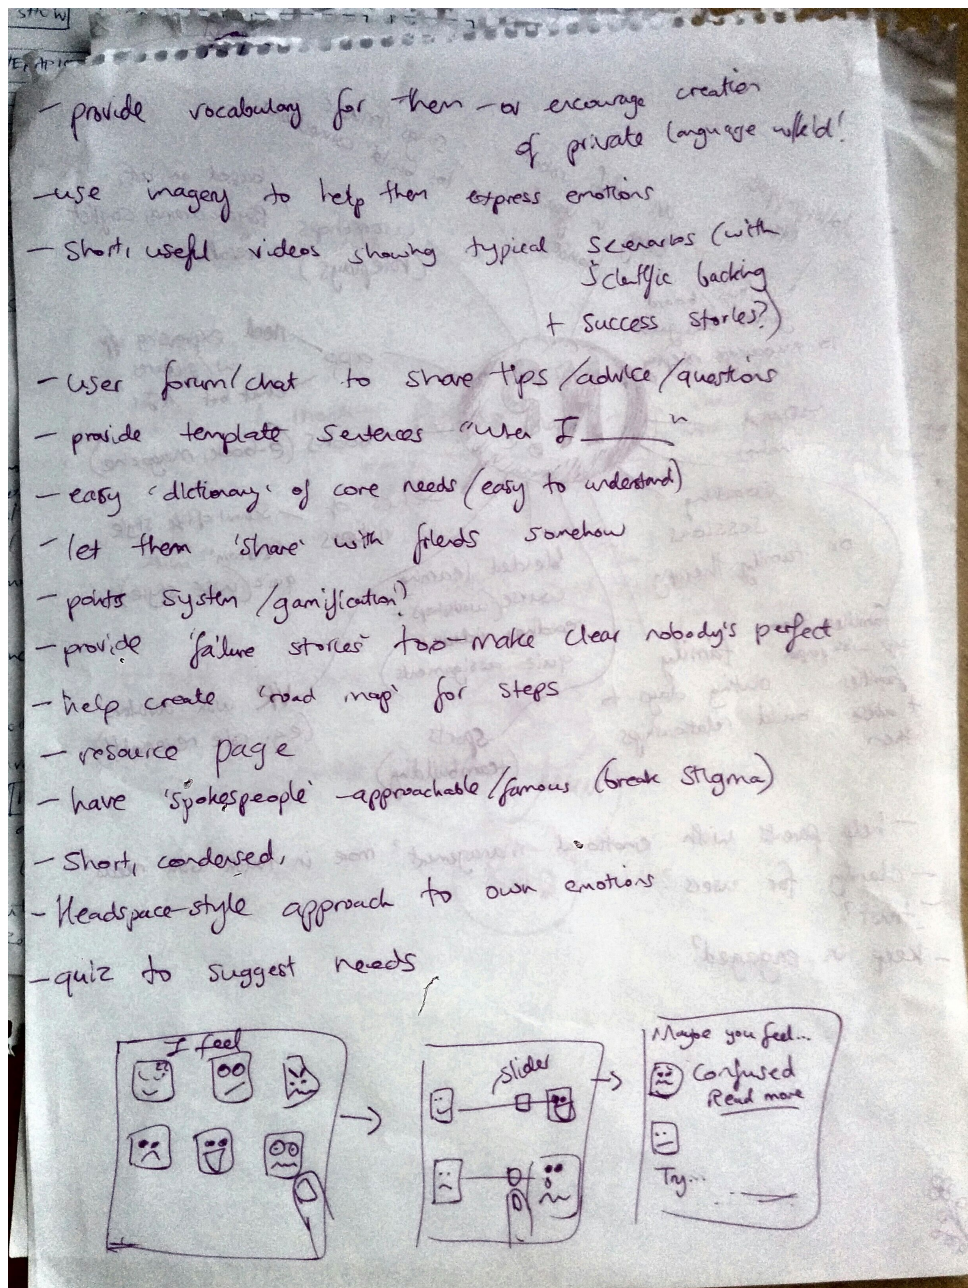 - provide vocabulary for them - or encourage creation
of private language w/kid!
- use imagery to help them express emotions
- Short, useful videos showing typical scenarios (with
scientific backing
+ success stories?)
- user forum/chat to share tips/advice/questions
- provide template sentences "when I ______"
- easy 'dictionary' of core needs (easy to understand)
- let them 'share' with friends somehow
- points system/gamification?
- provide 'failure stories' too - make clear nobody's perfect
- help create 'road map' for steps
- resource page
- have 'spokespeople' - approachable/famous (break stigma)
- Short, condensed,
- Headspace-style approach to own emotions
- quiz to suggest needs
I feel
slider
Maybe you feel...
Confused
Read more
Try...